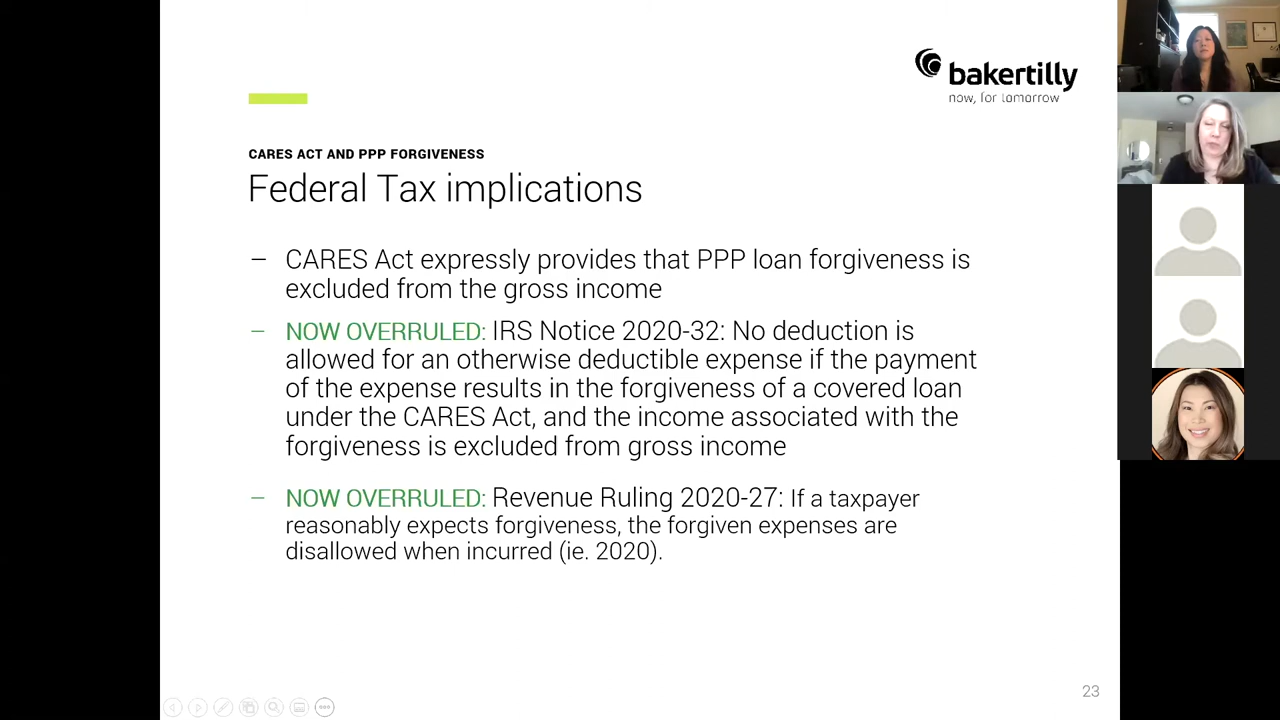 bakertilly
now, for tomorrow
CARES ACT AND PPP FORGIVENESS
Federal Tax implications
– CARES Act expressly provides that PPP loan forgiveness is
excluded from the gross income
– NOW OVERRULED: IRS Notice 2020-32: No deduction is
allowed for an otherwise deductible expense if the payment
of the expense results in the forgiveness of a covered loan
under the CARES Act, and the income associated with the
forgiveness is excluded from gross income
– NOW OVERRULED: Revenue Ruling 2020-27: If a taxpayer
reasonably expects forgiveness, the forgiven expenses are
disallowed when incurred (ie. 2020).
23